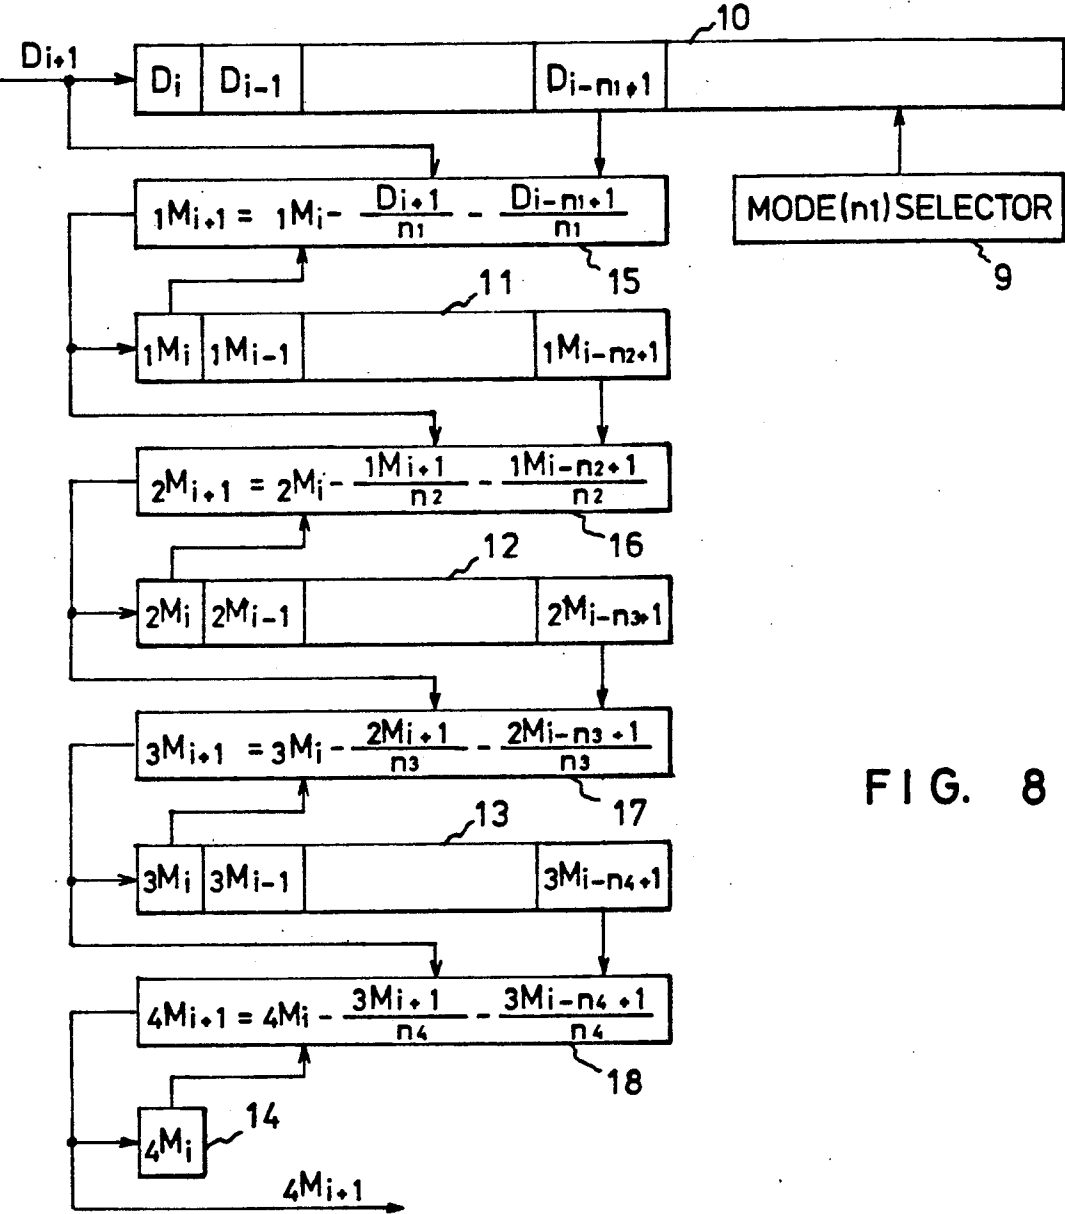 10
Di+1
Di Di-1 Di-n1+1
1Mi+1 = 1Mi - Di+1/n1 - Di-n1+1/n1
MODE(n1)SELECTOR
15
9
11
1Mi 1Mi-1 1Mi-n2+1
2Mi+1 = 2Mi - 1Mi+1/n2 - 1Mi-n2+1/n2
16
12
2Mi 2Mi-1 2Mi-n3+1
3Mi+1 = 3Mi - 2Mi+1/n3 - 2Mi-n3+1/n3
17
FIG. 8
13
3Mi 3Mi-1 3Mi-n4+1
4Mi+1 = 4Mi - 3Mi+1/n4 - 3Mi-n4+1/n4
18
14
4Mi
4Mi+1